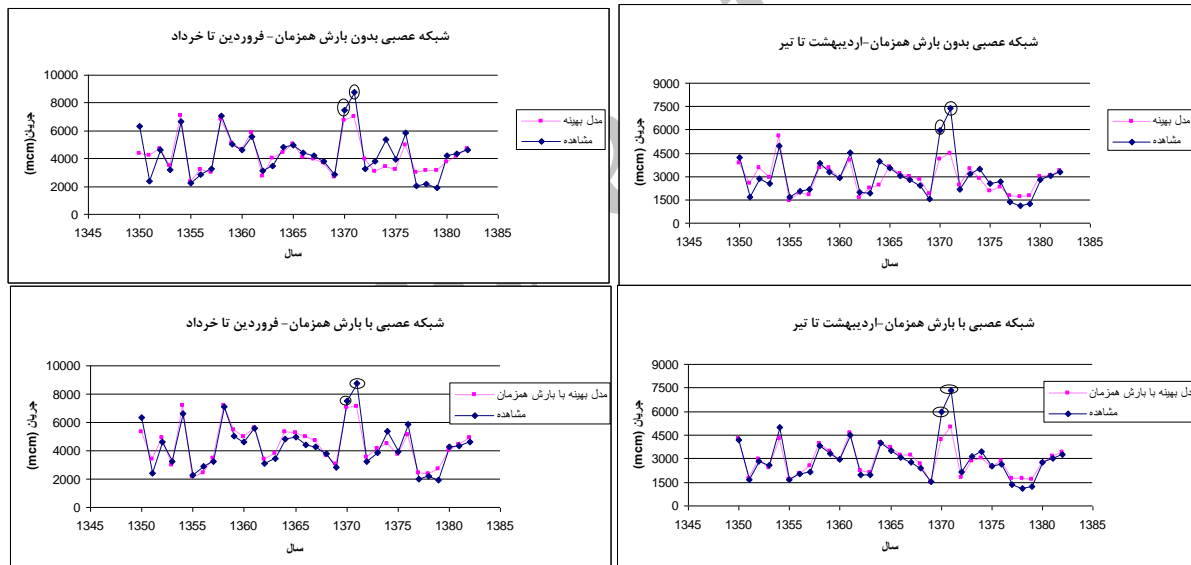 شبکه عصبی بدون بارش همزمان- فروردین تا خرداد
جریان(mcm)
10000
8000
6000
4000
2000
0
1345 1350 1355 1360 1365 1370 1375 1380 1385
سال
مدل بهینه
مشاهده
شبکه عصبی بدون بارش همزمان-اردیبهشت تا تیر
جریان (mcm)
9000
7500
6000
4500
3000
1500
0
1345 1350 1355 1360 1365 1370 1375 1380 1385
سال
مدل بهینه
مشاهده
شبکه عصبی با بارش همزمان- فروردین تا خرداد
جریان (mcm)
10000
8000
6000
4000
2000
0
1345 1350 1355 1360 1365 1370 1375 1380 1385
سال
مدل بهینه با بارش همزمان
مشاهده
شبکه عصبی با بارش همزمان-اردیبهشت تا تیر
جریان (mcm)
9000
7500
6000
4500
3000
1500
0
1345 1350 1355 1360 1365 1370 1375 1380 1385
سال
مدل بهینه با بارش همزمان
مشاهده